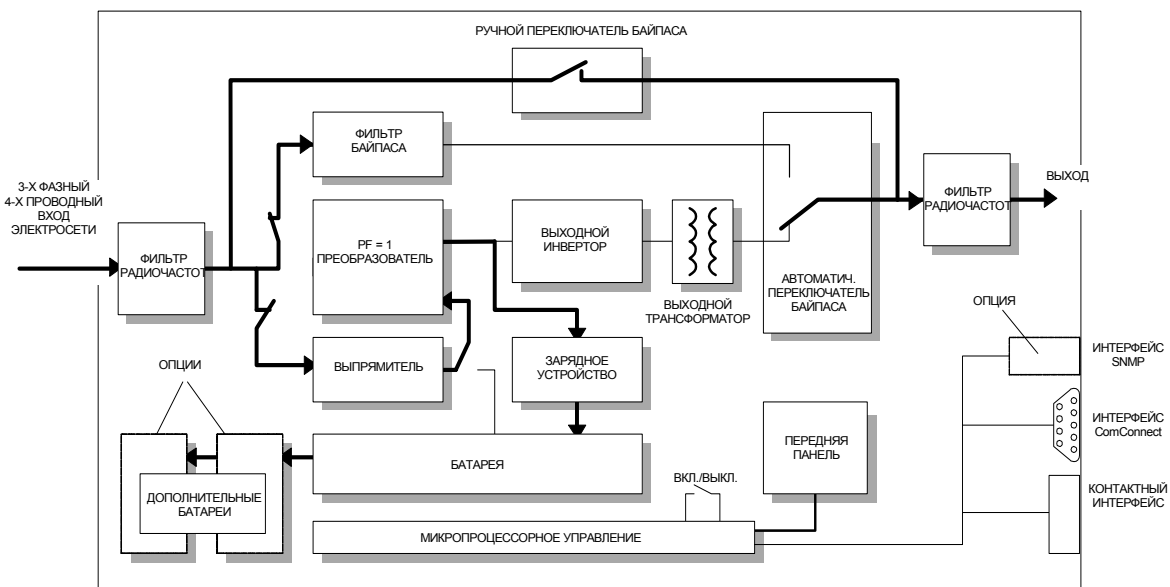 РУЧНОЙ ПЕРЕКЛЮЧАТЕЛЬ БАЙПАСА
ФИЛЬТР
БАЙПАСА
3-Х ФАЗНЫЙ
4-Х ПРОВОДНЫЙ
ВХОД
ЭЛЕКТРОСЕТИ
ФИЛЬТР
РАДИОЧАСТОТ
PF = 1
ПРЕОБРАЗОВАТЕЛЬ
ВЫХОДНОЙ
ИНВЕРТОР
ВЫХОДНОЙ
ТРАНСФОРМАТОР
АВТОМАТИЧ.
ПЕРЕКЛЮЧАТЕЛЬ
БАЙПАСА
ФИЛЬТР
РАДИОЧАСТОТ
ВЫХОД
ОПЦИЯ
ИНТЕРФЕЙС
SNMP
ВЫПРЯМИТЕЛЬ
ЗАРЯДНОЕ
УСТРОЙСТВО
ОПЦИИ
ИНТЕРФЕЙС
ComConnect
БАТАРЕЯ
ПЕРЕДНЯЯ
ПАНЕЛЬ
ДОПОЛНИТЕЛЬНЫЕ
БАТАРЕИ
ВКЛ./ВЫКЛ.
КОНТАКТНЫЙ
ИНТЕРФЕЙС
МИКРОПРОЦЕССОРНОЕ УПРАВЛЕНИЕ